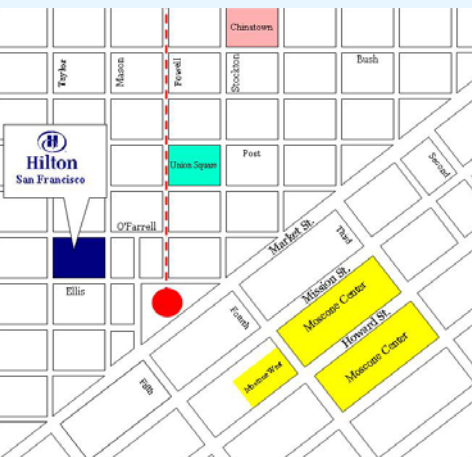 Chinatown
Taylor
Mason
Powell
Stockton
Bush
Hilton
San Francisco
Union Square
Post
O'Farrell
Second
Market St.
Third
Ellis
Mission St.
Moscone Center
Howard St.
Fourth
Moscone Center
Moscone West
Fifth